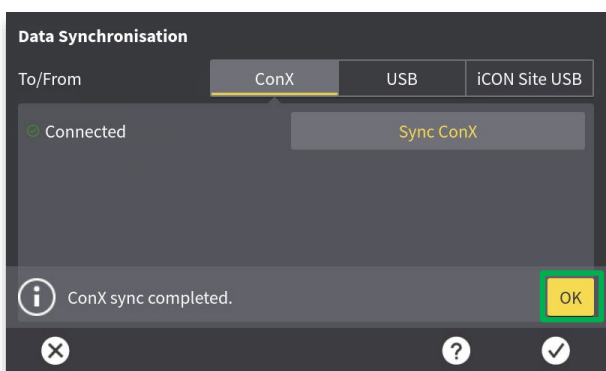 Data Synchronisation
To/From ConX USB iCON Site USB
Connected Sync ConX
ConX sync completed. OK